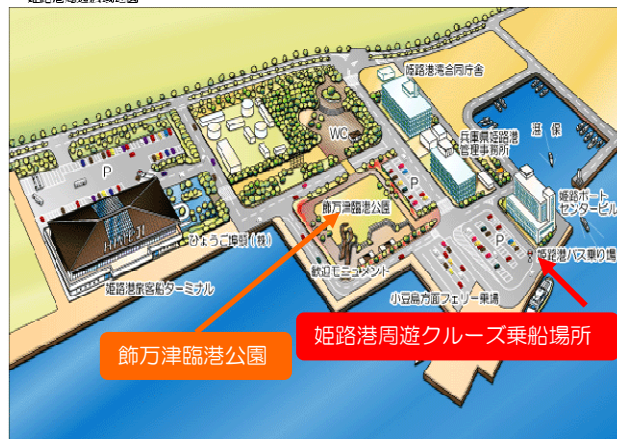 姫路港湾合同庁舎
WC
兵庫県姫路港
管理事務所
P
飾万津臨港公園
P
HIMEJI
ひょうご埠頭(株)
姫路ポート
センタービル
P
姫路港バス乗り場
歓迎モニュメント
姫路港旅客船ターミナル
小豆島方面フェリー乗場
姫路港周遊クルーズ乗船場所
飾万津臨港公園